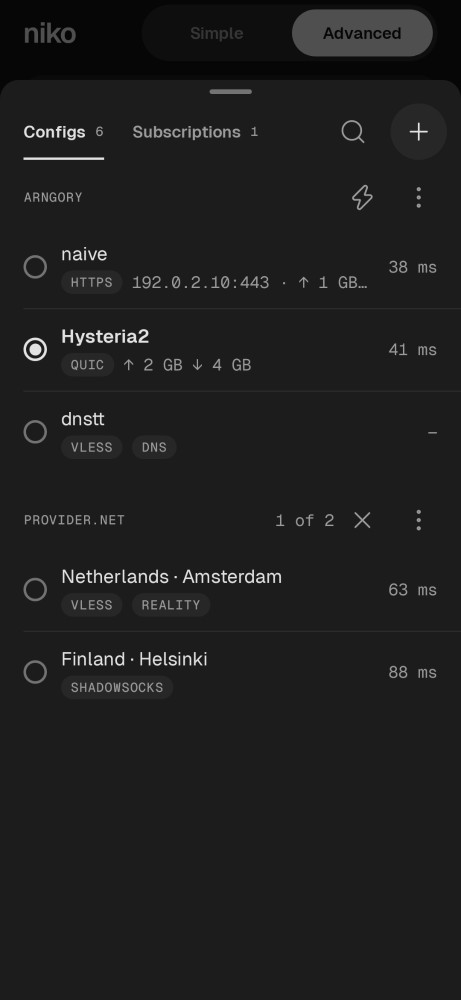 niko
Simple
Advanced
Configs 6
Subscriptions 1
ARNGORY
naive
HTTPS 192.0.2.10:443 · ↑ 1 GB…
38 ms
Hysteria2
QUIC ↑ 2 GB ↓ 4 GB
41 ms
dnstt
VLESS DNS
–
PROVIDER.NET
1 of 2
Netherlands · Amsterdam
VLESS REALITY
63 ms
Finland · Helsinki
SHADOWSOCKS
88 ms